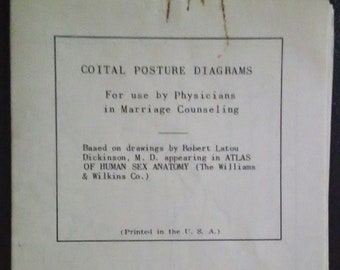 COITAL POSTURE DIAGRAMS
For use by Physicians
in Marriage Counseling
Based on drawings by Robert Latou
Dickinson, M. D. appearing in ATLAS
OF HUMAN SEX ANATOMY (The Williams
& Wilkins Co.)
(Printed in the U. S. A.)